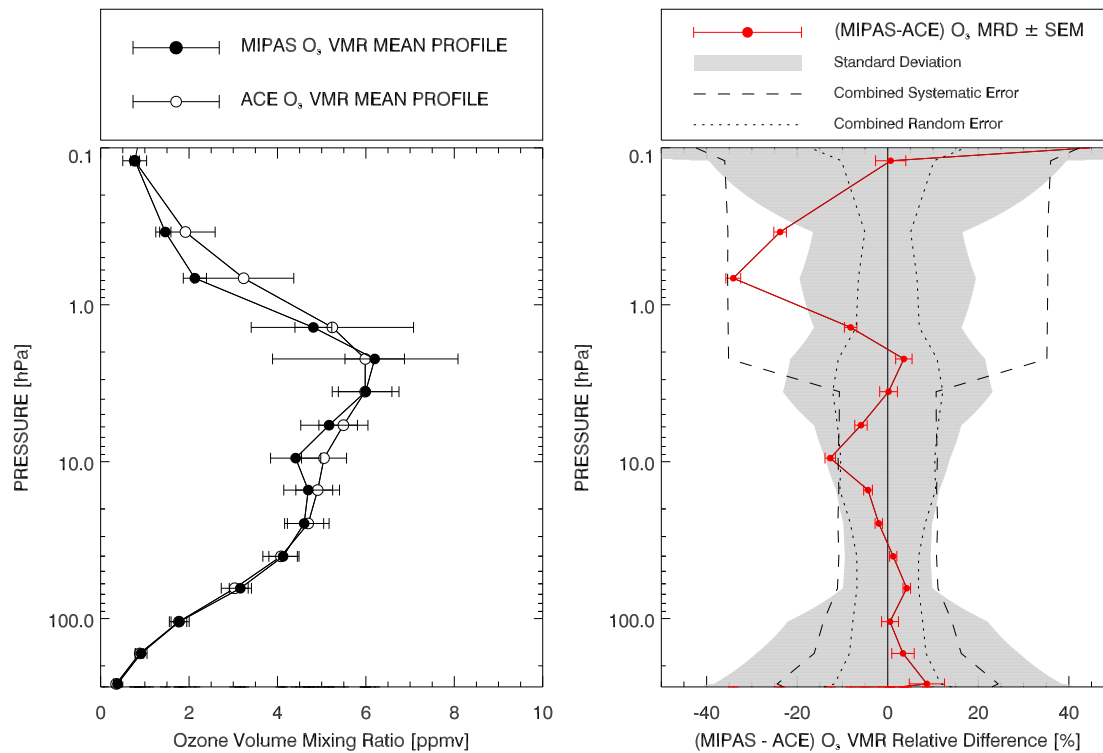 MIPAS O₃ VMR MEAN PROFILE
ACE O₃ VMR MEAN PROFILE
0.1
1.0
10.0
100.0
PRESSURE [hPa]
0 2 4 6 8 10
Ozone Volume Mixing Ratio [ppmv]
(MIPAS-ACE) O₃ MRD ± SEM
Standard Deviation
Combined Systematic Error
Combined Random Error
0.1
1.0
10.0
100.0
PRESSURE [hPa]
-40 -20 0 20 40
(MIPAS - ACE) O₃ VMR Relative Difference [%]